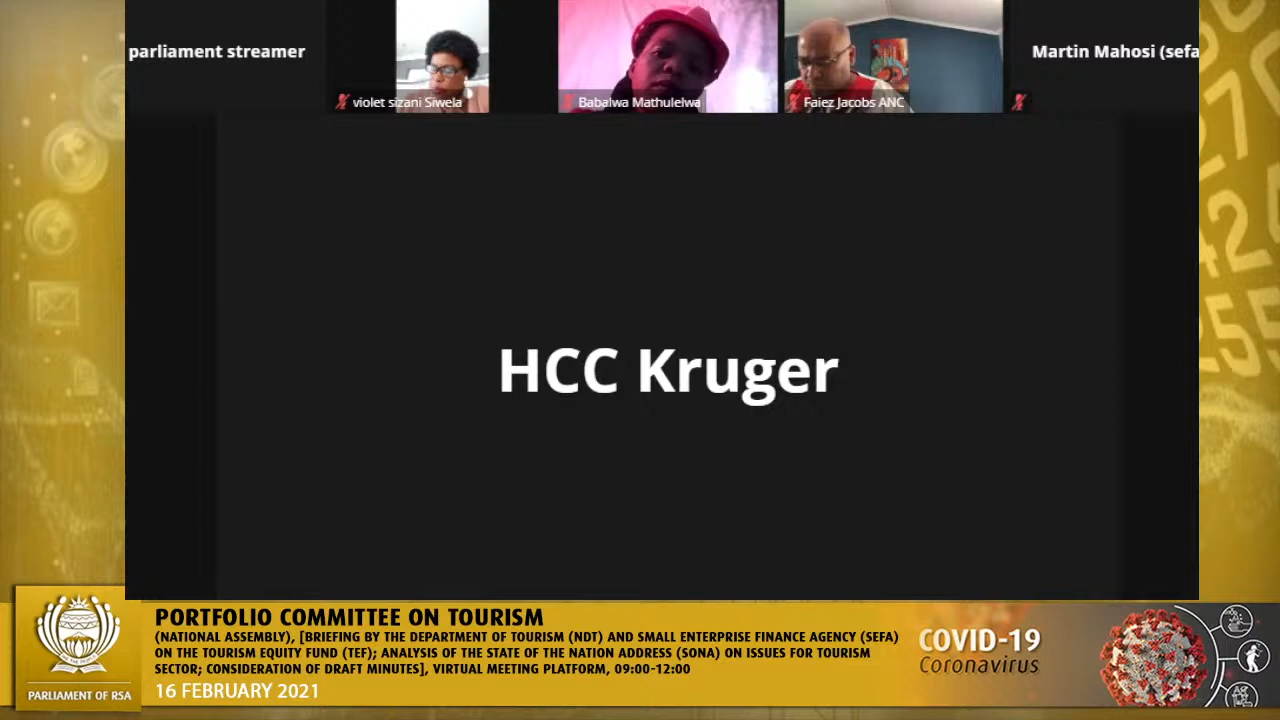 parliament streamer
violet sizani Siwela
Babalwa Mathulelwa
Faiez Jacobs ANC
Martin Mahosi (sefa
HCC Kruger
PORTFOLIO COMMITTEE ON TOURISM
(NATIONAL ASSEMBLY), [BRIEFING BY THE DEPARTMENT OF TOURISM (NDT) AND SMALL ENTERPRISE FINANCE AGENCY (SEFA)
ON THE TOURISM EQUITY FUND (TEF); ANALYSIS OF THE STATE OF THE NATION ADDRESS (SONA) ON ISSUES FOR TOURISM
SECTOR; CONSIDERATION OF DRAFT MINUTES], VIRTUAL MEETING PLATFORM, 09:00-12:00
16 FEBRUARY 2021
PARLIAMENT OF RSA
COVID-19
Coronavirus